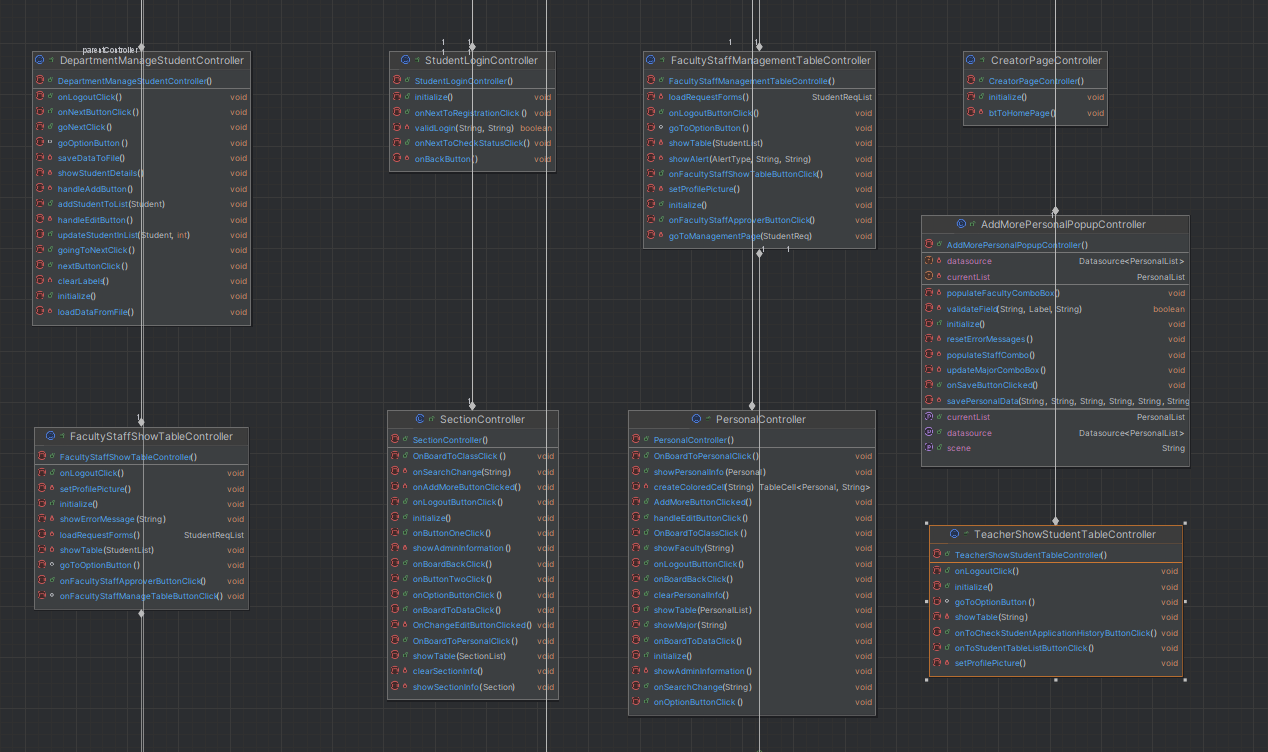 parentController
DepartmentManageStudentController
DepartmentManageStudentController()
onLogoutClick() void
onNextButtonClick() void
goNextClick() void
goOptionButton() void
saveDataToFile() void
showStudentDetails() void
handleAddButton() void
addStudentToList(Student) void
handleEditButton() void
updateStudentInList(Student, int) void
goingToNextClick() void
nextButtonClick() void
clearLabels() void
initialize() void
loadDataFromFile() void
1
FacultyStaffShowTableController
FacultyStaffShowTableController()
onLogoutClick() void
setProfilePicture() void
initialize() void
showErrorMessage(String) void
loadRequestForms() StudentReqList
showTable(StudentList) void
goToOptionButton() void
onFacultyStaffApproverButtonClick() void
onFacultyStaffManageTableButtonClick() void
1 1
1 1
StudentLoginController
StudentLoginController()
initialize() void
onNextToRegistrationClick() void
validLogin(String, String) boolean
onNextToCheckStatusClick() void
onBackButton() void
1
SectionController
SectionController()
OnBoardToClassClick() void
onSearchChange(String) void
onAddMoreButtonClicked() void
onLogoutButtonClick() void
initialize() void
onButtonOneClick() void
showAdminInformation() void
onBoardBackClick() void
onButtonTwoClick() void
onOptionButtonClick() void
onBoardToDataClick() void
OnChangeEditButtonClicked() void
OnBoardToPersonalClick() void
showTable(SectionList) void
clearSectionInfo() void
showSectionInfo(Section) void
1 1
FacultyStaffManagementTableController
FacultyStaffManagementTableController()
loadRequestForms() StudentReqList
onLogoutButtonClick() void
goToOptionButton() void
showTable(StudentList) void
showAlert(AlertType, String, String) void
onFacultyStaffShowTableButtonClick() void
setProfilePicture() void
initialize() void
onFacultyStaffApproverButtonClick() void
goToManagementPage(StudentReq) void
1 1
PersonalController
PersonalController()
OnBoardToPersonalClick() void
showPersonalInfo(Personal) void
createColoredCell(String) TableCell<Personal, String>
AddMoreButtonClicked() void
handleEditButtonClick() void
OnBoardToClassClick() void
showFaculty(String) void
onLogoutButtonClick() void
onBoardBackClick() void
clearPersonalInfo() void
showTable(PersonalList) void
showMajor(String) void
onBoardToDataClick() void
initialize() void
showAdminInformation() void
onSearchChange(String) void
onOptionButtonClick() void
CreatorPageController
CreatorPageController()
initialize() void
btToHomePage() void
1
AddMorePersonalPopupController
AddMorePersonalPopupController()
datasource Datasource<PersonalList>
currentList PersonalList
populateFacultyComboBox() void
validateField(String, Label, String) boolean
initialize() void
resetErrorMessages() void
populateStaffCombo() void
updateMajorComboBox() void
onSaveButtonClicked() void
savePersonalData(String, String, String, String, String, String
currentList PersonalList
datasource Datasource<PersonalList>
scene String
TeacherShowStudentTableController
TeacherShowStudentTableController()
onLogoutClick() void
initialize() void
goToOptionButton() void
showTable(String) void
onToCheckStudentApplicationHistoryButtonClick() void
onToStudentTableListButtonClick() void
setProfilePicture() void